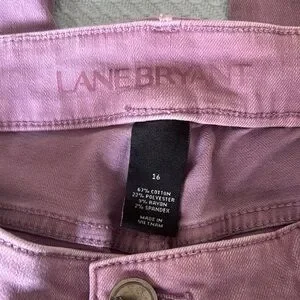 LANE BRYANT
16
67% COTTON
22% POLYESTER
9% RAYON
2% SPANDEX
MADE IN
VIETNAM